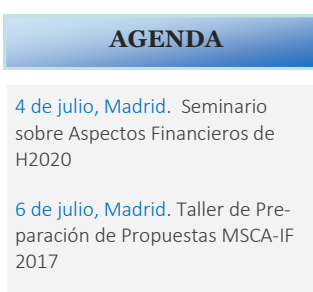 AGENDA
4 de julio, Madrid.  Seminario
sobre Aspectos Financieros de
H2020
6 de julio, Madrid. Taller de Pre-
paración de Propuestas MSCA-IF
2017